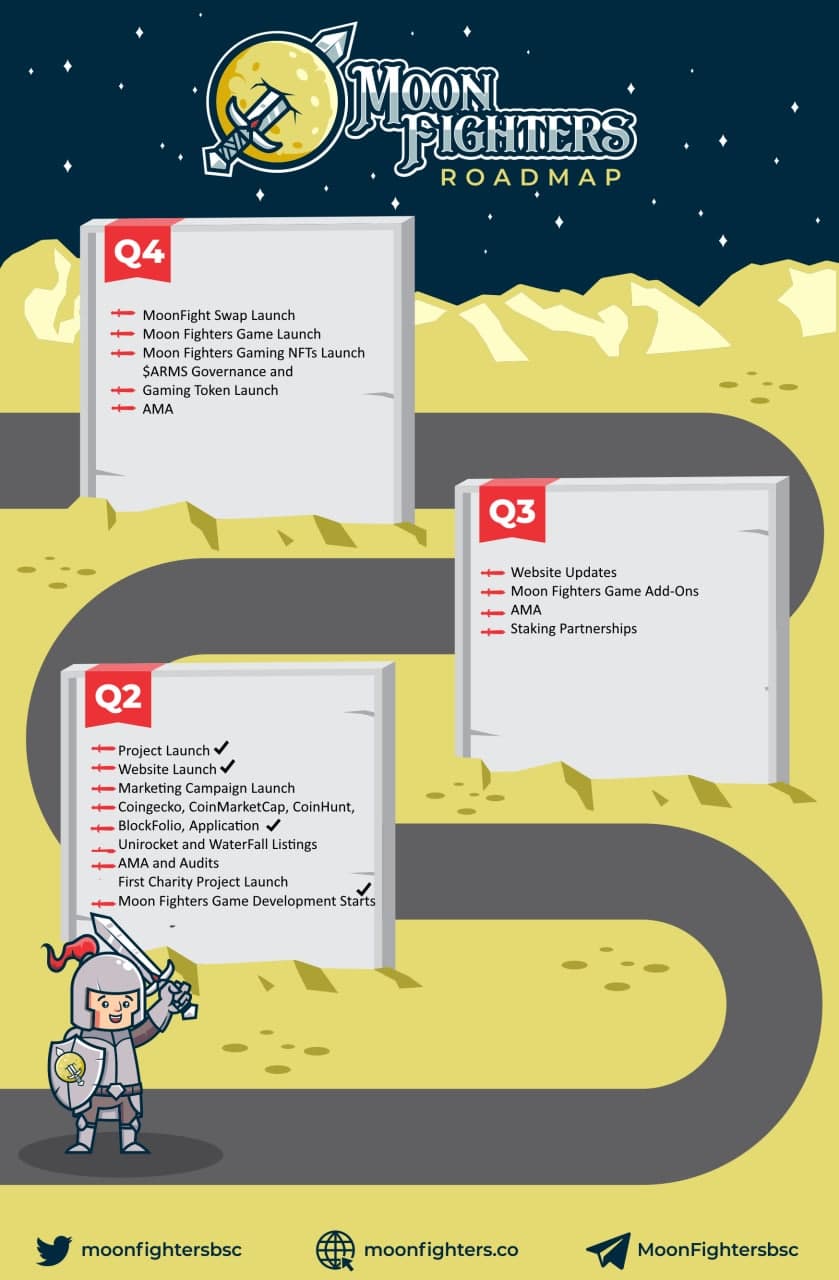 MOON
FIGHTERS
ROADMAP
Q4
MoonFight Swap Launch
Moon Fighters Game Launch
Moon Fighters Gaming NFTs Launch
$ARMS Governance and
Gaming Token Launch
AMA
Q3
Website Updates
Moon Fighters Game Add-Ons
AMA
Staking Partnerships
Q2
Project Launch
Website Launch
Marketing Campaign Launch
Coingecko, CoinMarketCap, CoinHunt,
BlockFolio, Application
Unirocket and WaterFall Listings
AMA and Audits
First Charity Project Launch
Moon Fighters Game Development Starts
moonfightersbsc
moonfighters.co
MoonFightersbsc